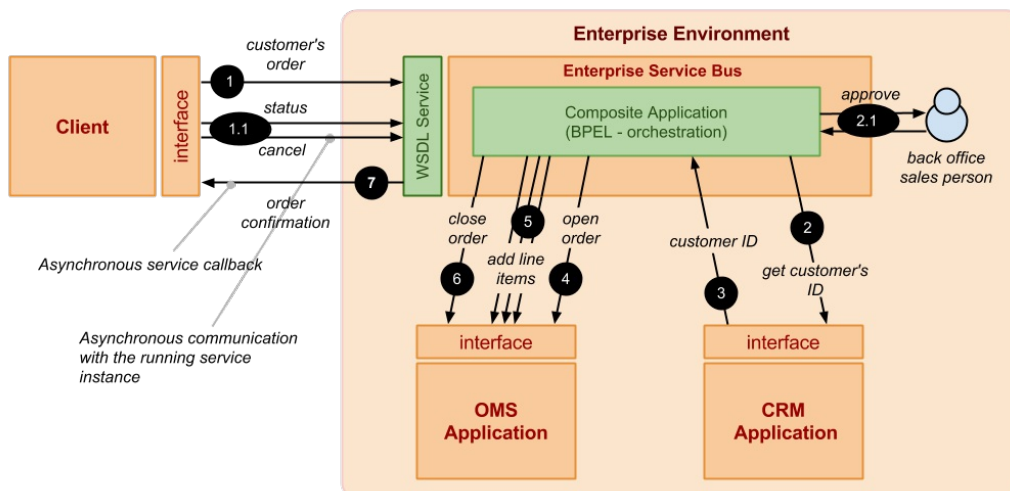 Enterprise Environment
customer's
order
1
Client
interface
status
1.1
cancel
WSDL Service
Enterprise Service Bus
Composite Application
(BPEL - orchestration)
approve
2.1
back office
sales person
7
order
confirmation
Asynchronous service callback
Asynchronous communication
with the running service
instance
close
order
6
5
add line
items
open
order
4
customer ID
3
2
get customer's
ID
interface
OMS
Application
interface
CRM
Application